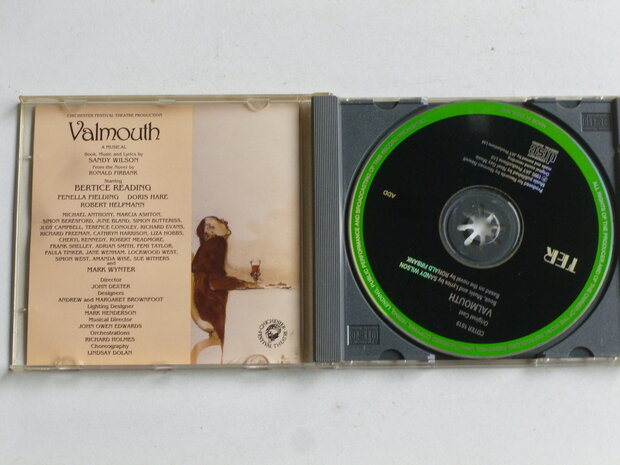 CHICHESTER FESTIVAL THEATRE PRODUCTION
Valmouth
A MUSICAL
Book, Music and Lyrics by
SANDY WILSON
From the Novel by
RONALD FIRBANK
Starring
BERTICE READING
FENELLA FIELDING DORIS HARE
ROBERT HELPMANN
MICHAEL ANTHONY, MARCIA ASHTON,
SIMON BERESFORD, JUNE BLAND, SIMON BUTTERISS,
JUDY CAMPBELL, TERENCE CONOLEY, RICHARD EVANS,
RICHARD FREEMAN, CATHRYN HARRISON, LIZA HOBBS,
CHERYL KENNEDY, ROBERT MEADMORE,
FRANK SHELLEY, ADRIAN SMITH, FEMI TAYLOR,
PAULA TINKER, JANE WENHAM, LOCKWOOD WEST,
SIMON WEST, AMANDA WISE, SUE WITHERS
and
MARK WYNTER
Director
JOHN DEXTER
Designers
ANDREW and MARGARET BROWNFOOT
Lighting Designer
MARK HENDERSON
Musical Director
JOHN OWEN EDWARDS
Orchestrations
RICHARD HOLMES
Choreography
LINDSAY DOLAN
CHICHESTER FESTIVAL THEATRE
TER
ADD
CDTER 1019
Original Cast
VALMOUTH
Book, Music and Lyrics by SANDY WILSON
based on the novel by RONALD FIRBANK